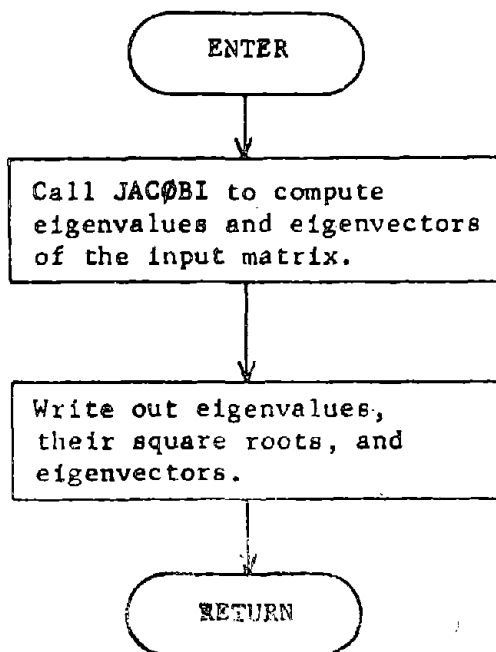 ENTER
Call JACØBI to compute
eigenvalues and eigenvectors
of the input matrix.
Write out eigenvalues,
their square roots, and
eigenvectors.
RETURN